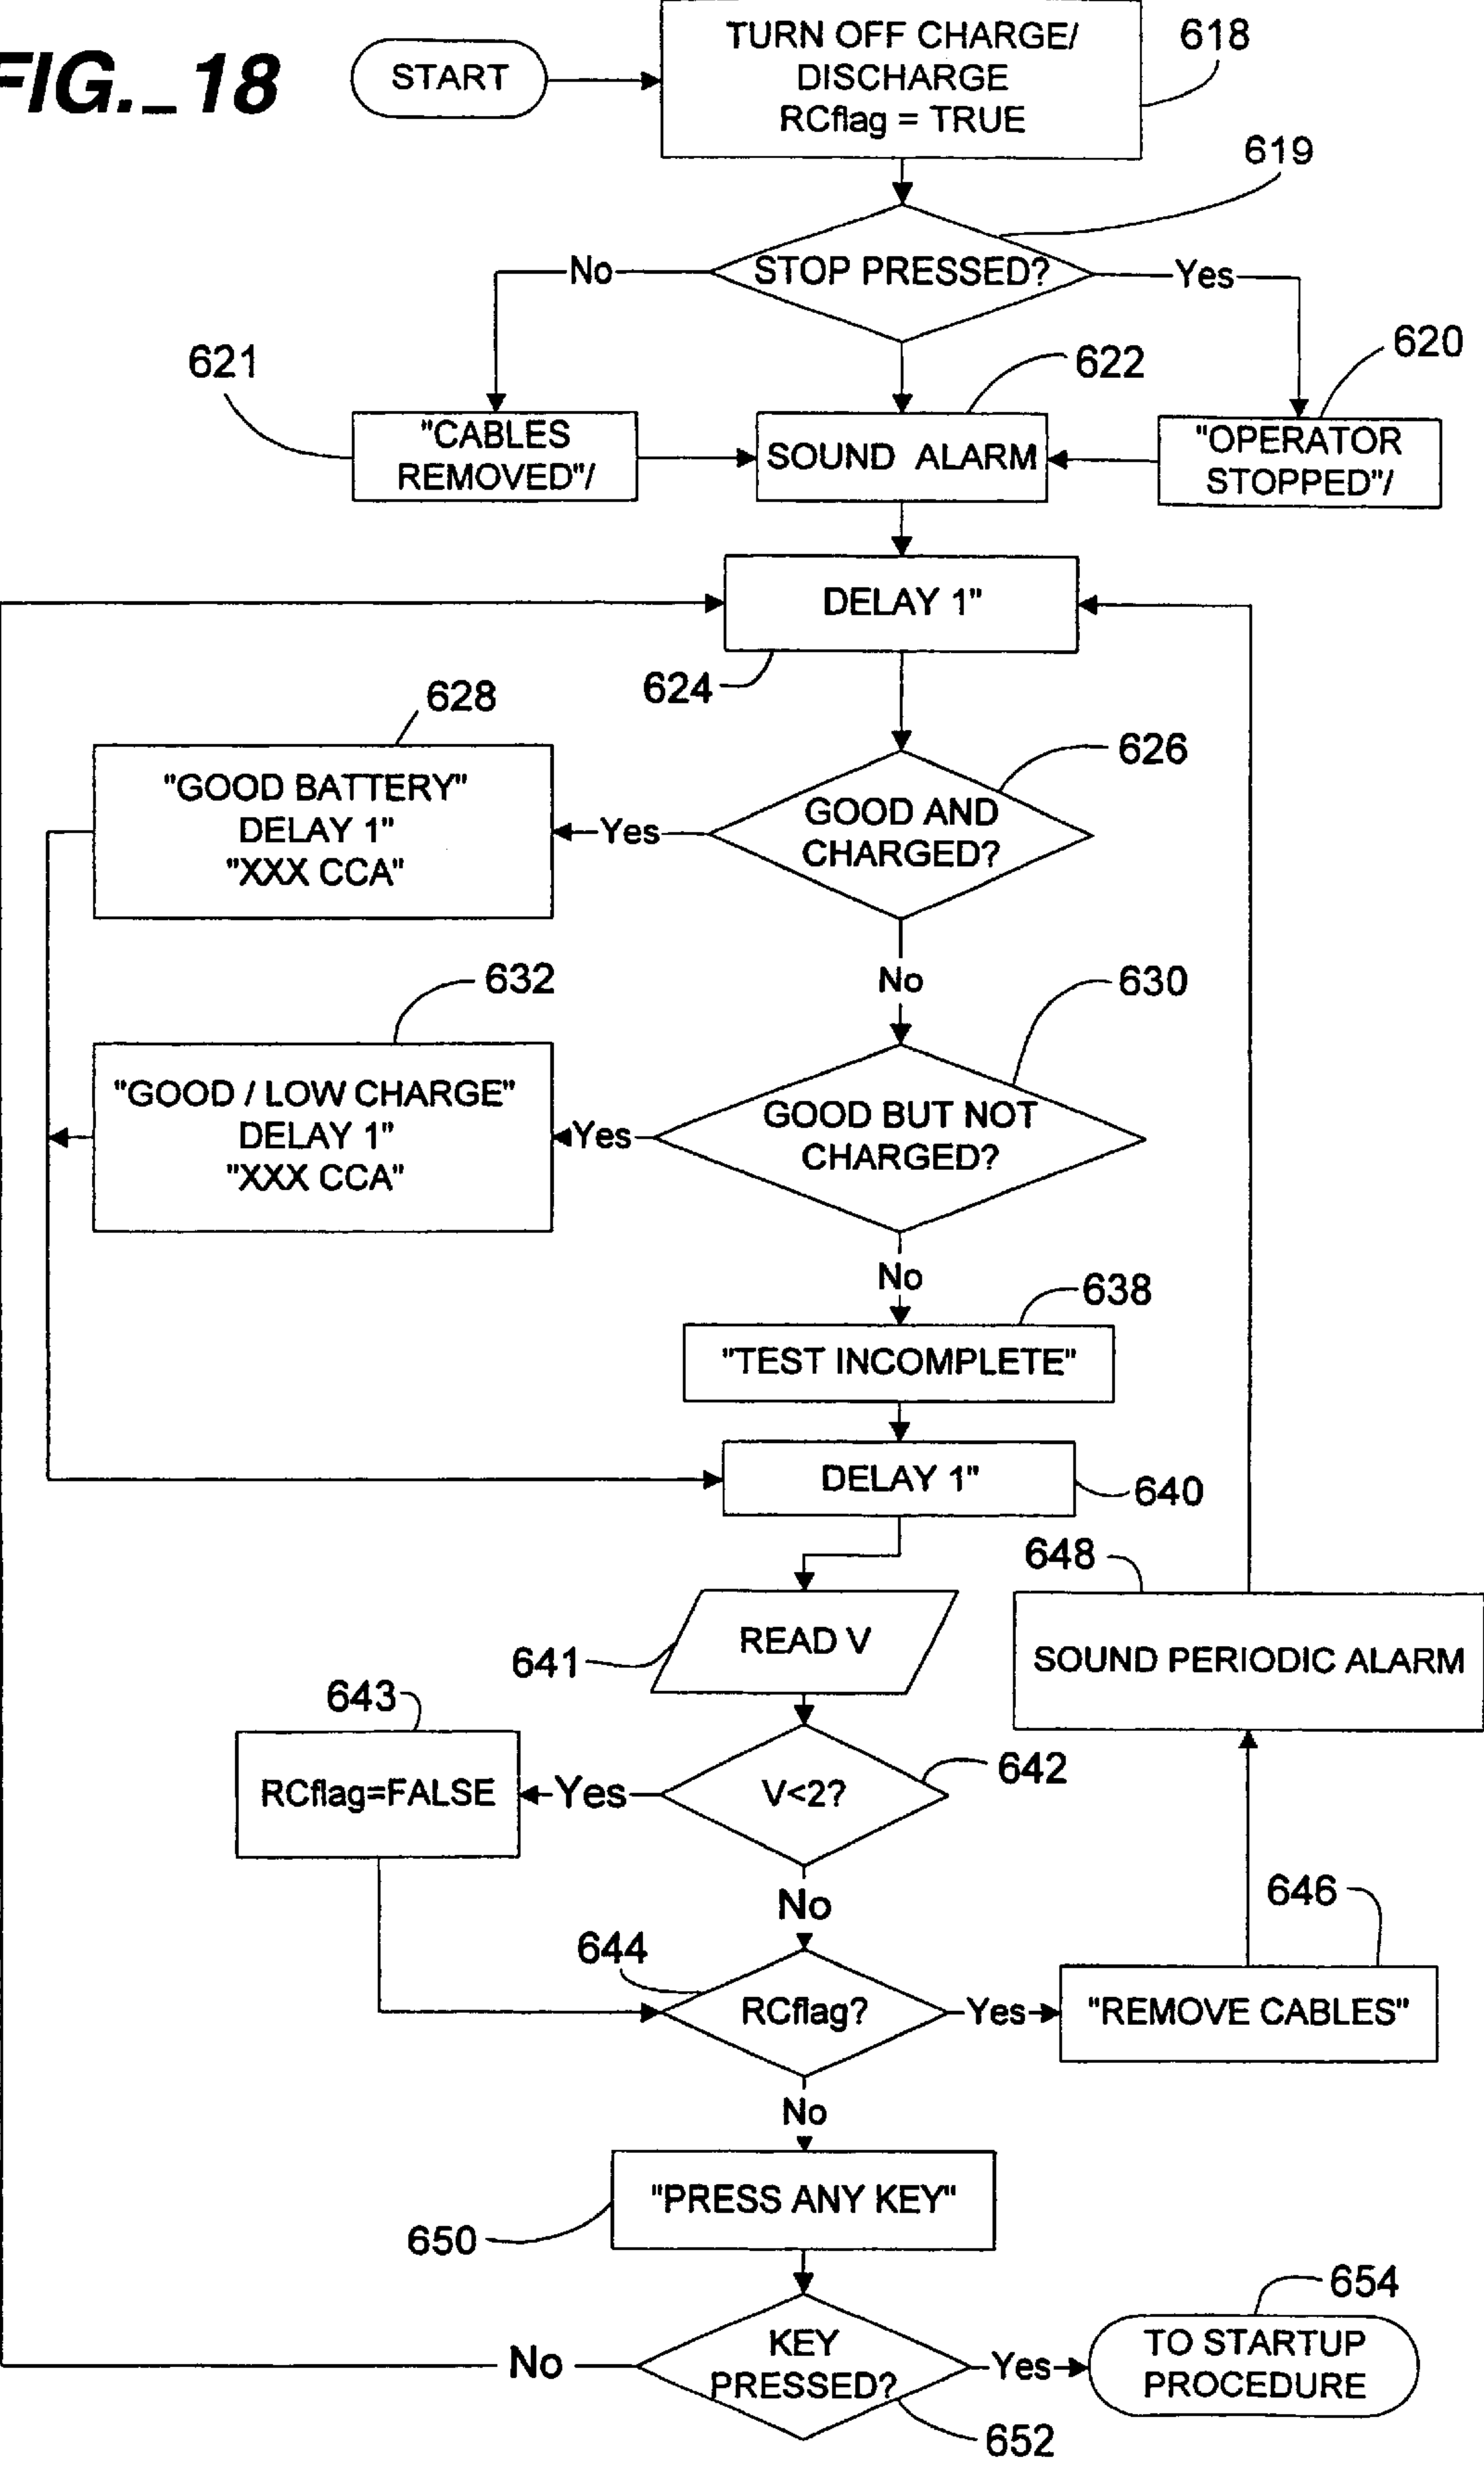 FIG._18
START
TURN OFF CHARGE/
DISCHARGE
RCflag = TRUE
618
619
STOP PRESSED?
No
Yes
621
622
620
"CABLES
REMOVED"/
SOUND ALARM
"OPERATOR
STOPPED"/
DELAY 1"
624
628
626
"GOOD BATTERY"
DELAY 1"
"XXX CCA"
Yes
GOOD AND
CHARGED?
No
632
630
"GOOD / LOW CHARGE"
DELAY 1"
"XXX CCA"
Yes
GOOD BUT NOT
CHARGED?
No
638
"TEST INCOMPLETE"
DELAY 1"
640
648
641
READ V
SOUND PERIODIC ALARM
643
RCflag=FALSE
Yes
V<2?
642
No
646
644
RCflag?
Yes
"REMOVE CABLES"
No
"PRESS ANY KEY"
650
654
No
KEY
PRESSED?
Yes
TO STARTUP
PROCEDURE
652